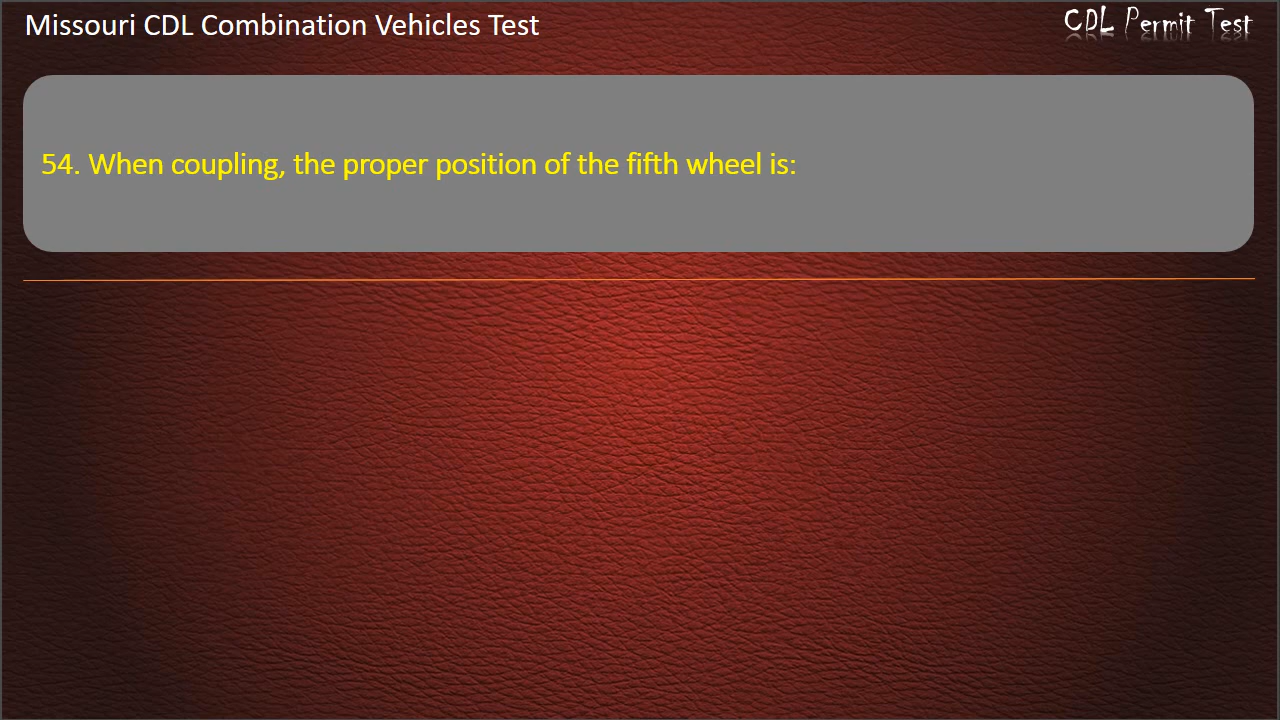 Missouri CDL Combination Vehicles Test
CDL Permit Test
54. When coupling, the proper position of the fifth wheel is: